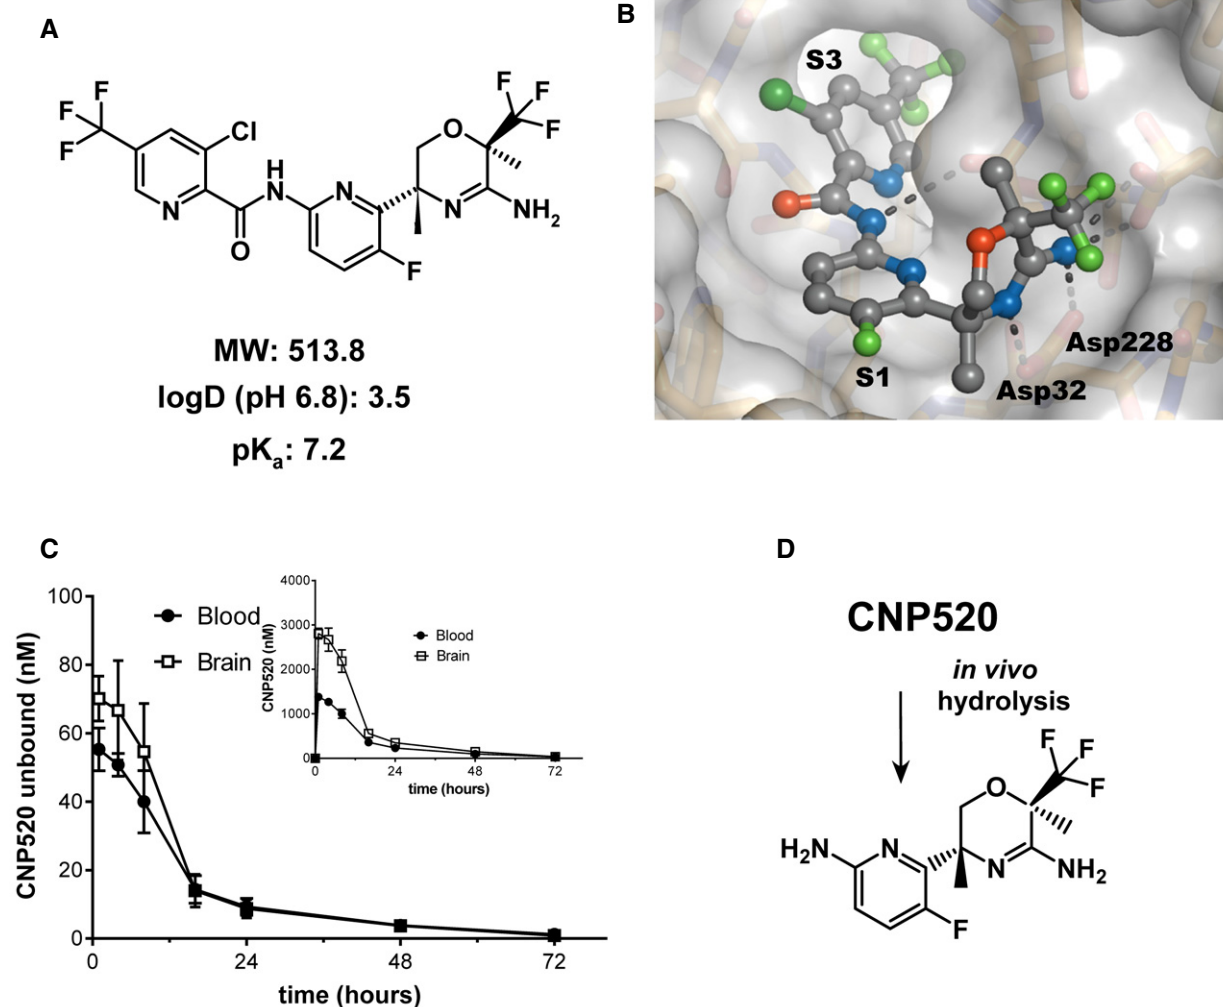 A
F
F
F
Cl
N
O
H
N
N
F
O
N
NH2
F
F
F
MW: 513.8
logD (pH 6.8): 3.5
pKa: 7.2
B
S3
S1
Asp228
Asp32
C
CNP520 unbound (nM)
100
80
60
40
20
0
Blood
Brain
0
24
48
72
time (hours)
CNP520 (nM)
4000
3000
2000
1000
0
Blood
Brain
0
24
48
72
time (hours)
D
CNP520
in vivo
hydrolysis
H2N
N
F
O
N
NH2
F
F
F